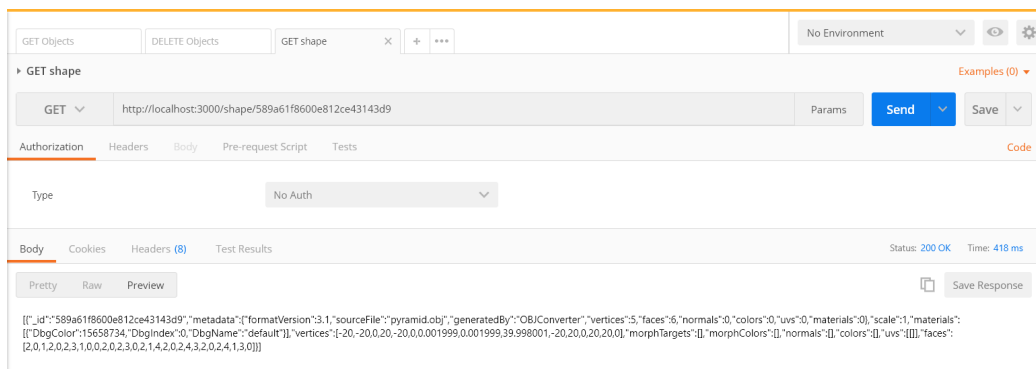 GET Objects DELETE Objects GET shape × + ••• No Environment
GET shape Examples (0)
GET http://localhost:3000/shape/589a61f8600e812ce43143d9 Params Send Save
Authorization Headers Body Pre-request Script Tests Code
Type No Auth
Body Cookies Headers (8) Test Results Status: 200 OK Time: 418 ms
Pretty Raw Preview Save Response
[{"_id":"589a61f8600e812ce43143d9","metadata":{"formatVersion":3.1,"sourceFile":"pyramid.obj","generatedBy":"OBJConverter","vertices":5,"faces":6,"normals":0,"colors":0,"uvs":0,"materials":0},"scale":1,"materials":
[{"DbgColor":15658734,"DbgIndex":0,"DbgName":"default"}],"vertices":[-20,-20,0,20,-20,0,0.001999,0.001999,39.998001,-20,20,0,20,20,0],"morphTargets":[],"morphColors":[],"normals":[],"colors":[],"uvs":[[]],"faces":
[2,0,1,2,0,2,3,1,0,0,2,0,2,3,0,2,1,4,2,0,2,4,3,2,0,2,4,1,3,0]}]